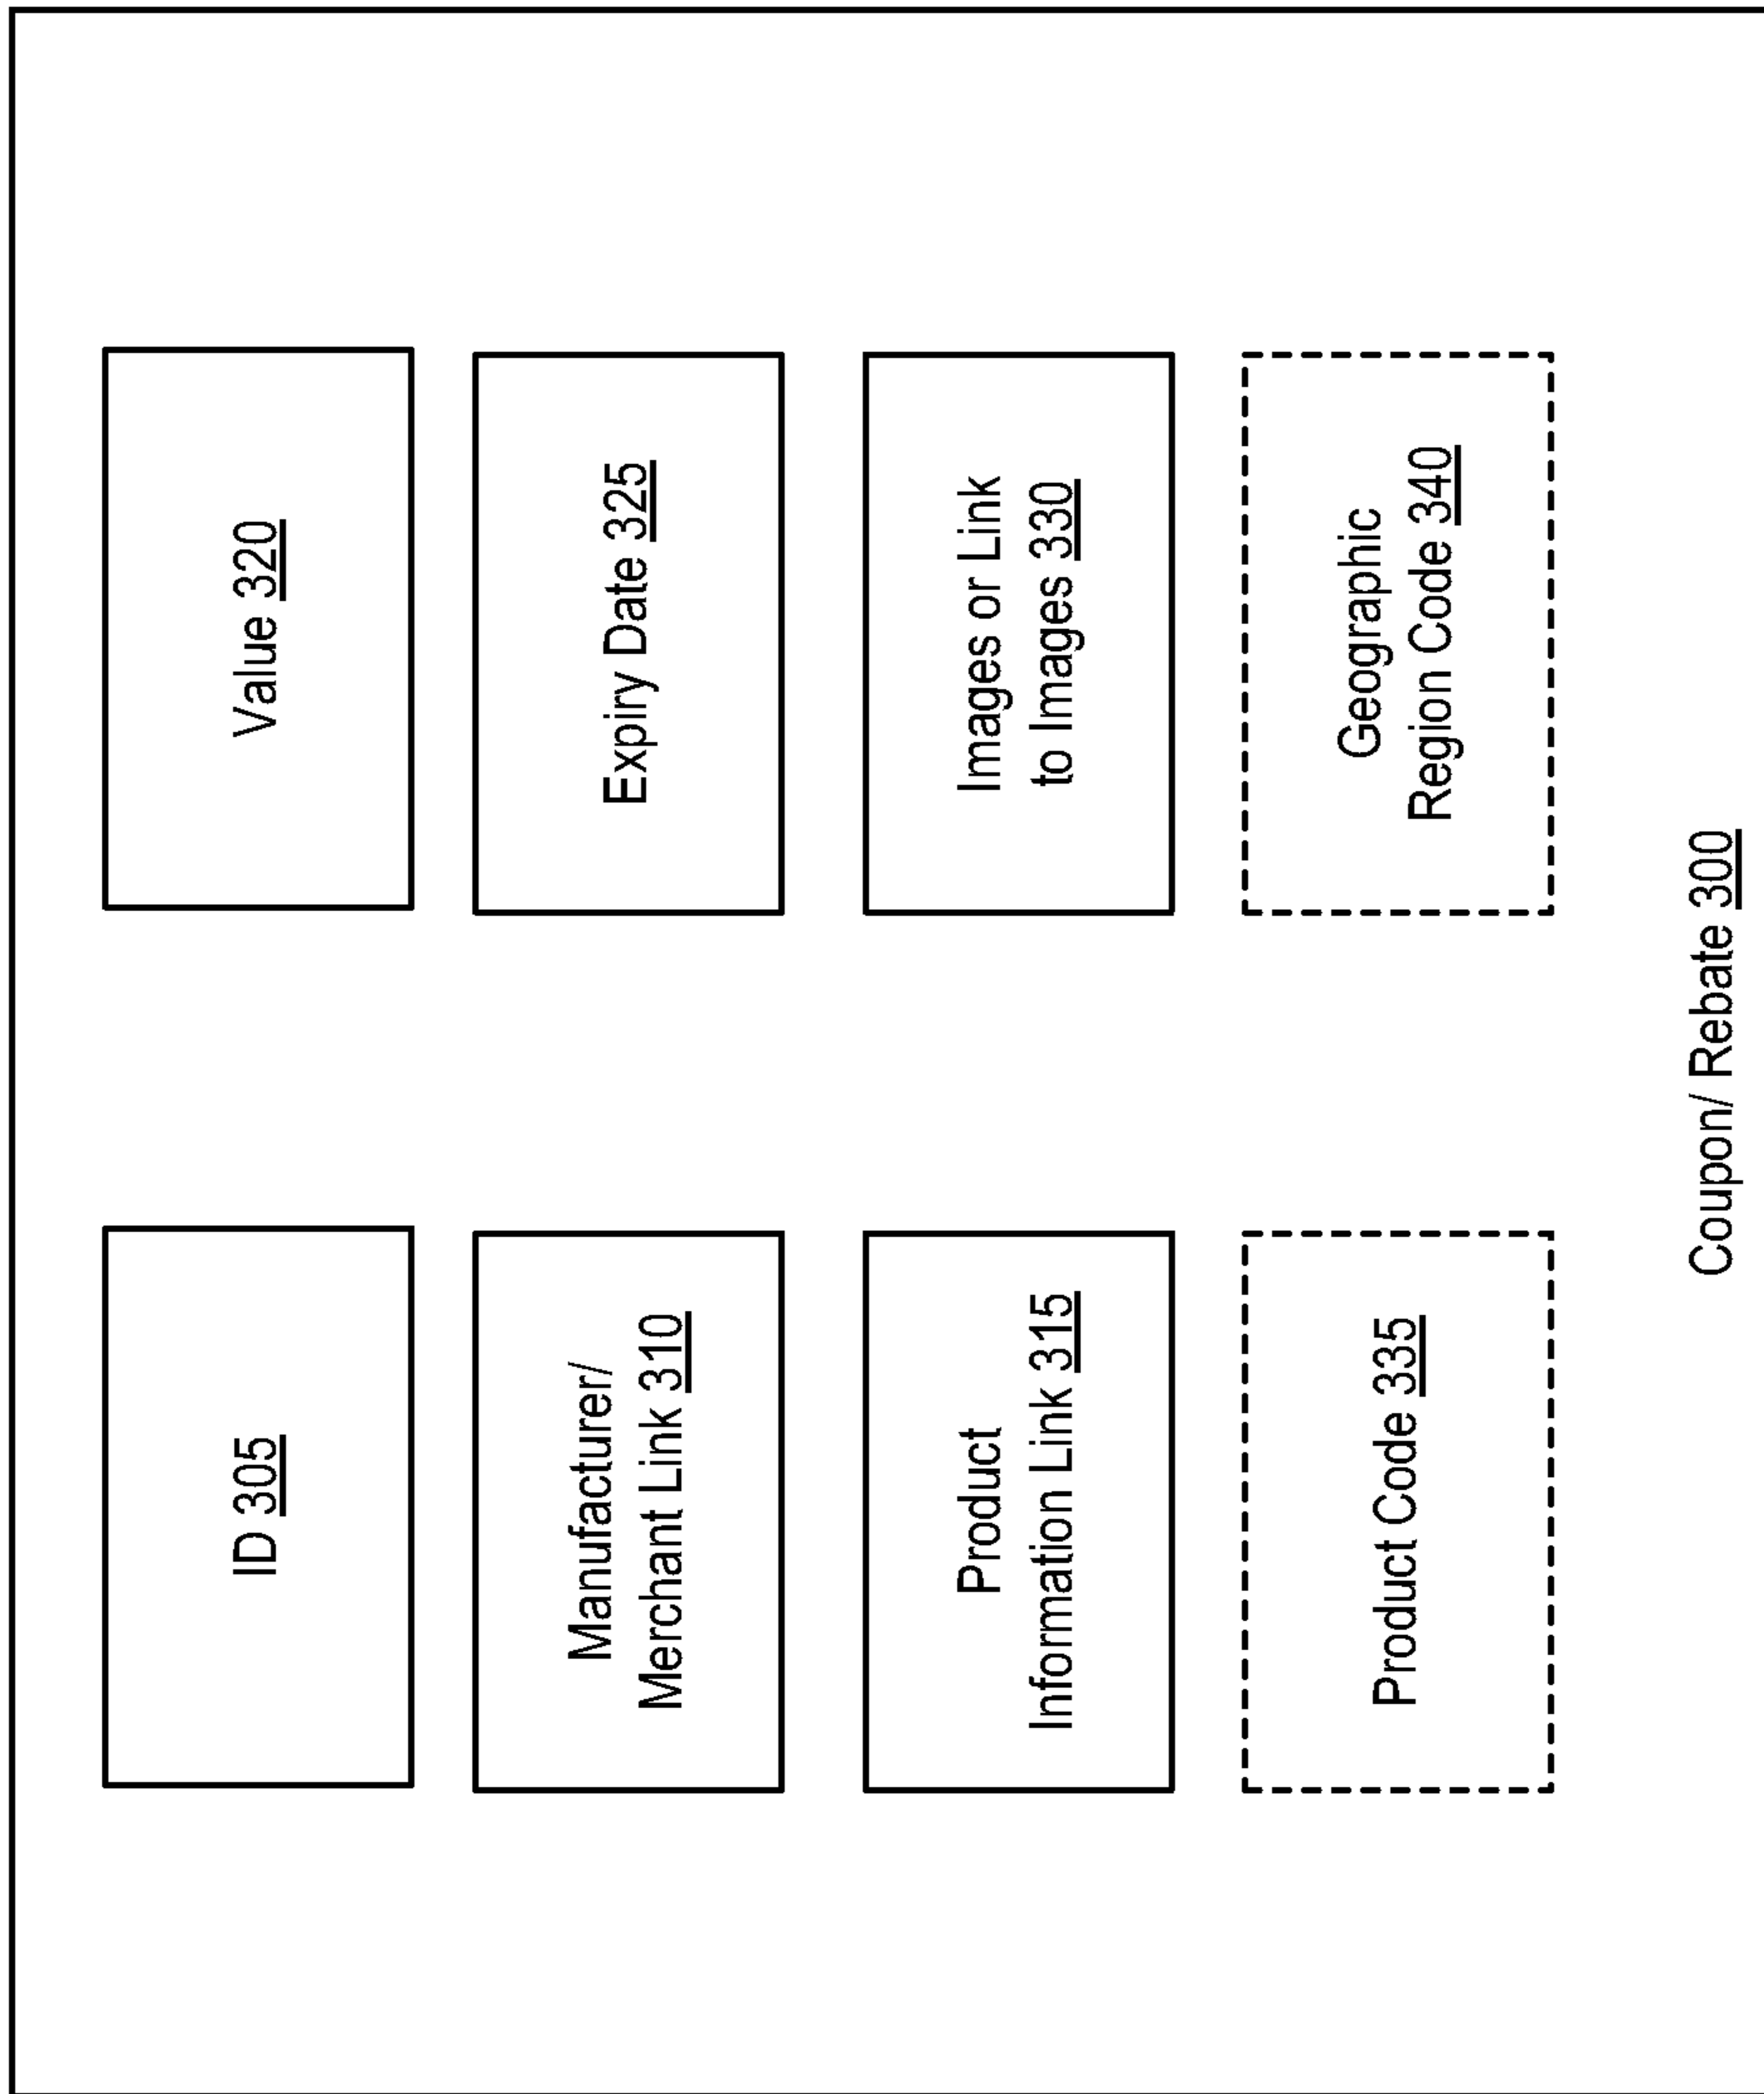 ID 305
Value 320
Manufacturer/
Merchant Link 310
Expiry Date 325
Product
Information Link 315
Images or Link
to Images 330
Product Code 335
Geographic
Region Code 340
Coupon/ Rebate 300